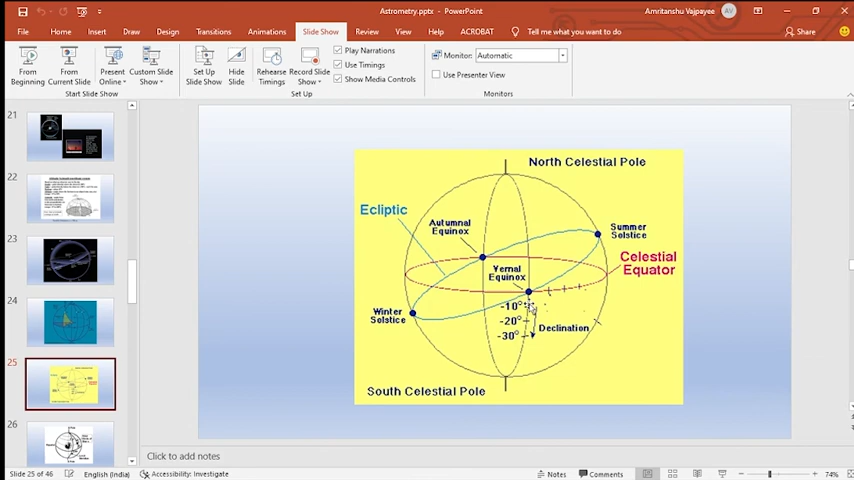 Astrometry.pptx - PowerPoint
Amritanshu Vajpayee
AV
File Home Insert Draw Design Transitions Animations Slide Show Review View Help ACROBAT Tell me what you want to do Share
From Beginning
From Current Slide
Present Online
Custom Slide Show
Start Slide Show
Set Up Slide Show
Hide Slide
Rehearse Timings
Record Slide Show
Play Narrations
Use Timings
Show Media Controls
Set Up
Monitor: Automatic
Use Presenter View
Monitors
21
22
23
24
25
26
North Celestial Pole
Ecliptic
Autumnal Equinox
Summer Solstice
Celestial Equator
Vernal Equinox
Winter Solstice
-10°
-20°
-30°
Declination
South Celestial Pole
Click to add notes
Slide 25 of 46 English (India) Accessibility: Investigate Notes Comments 74%